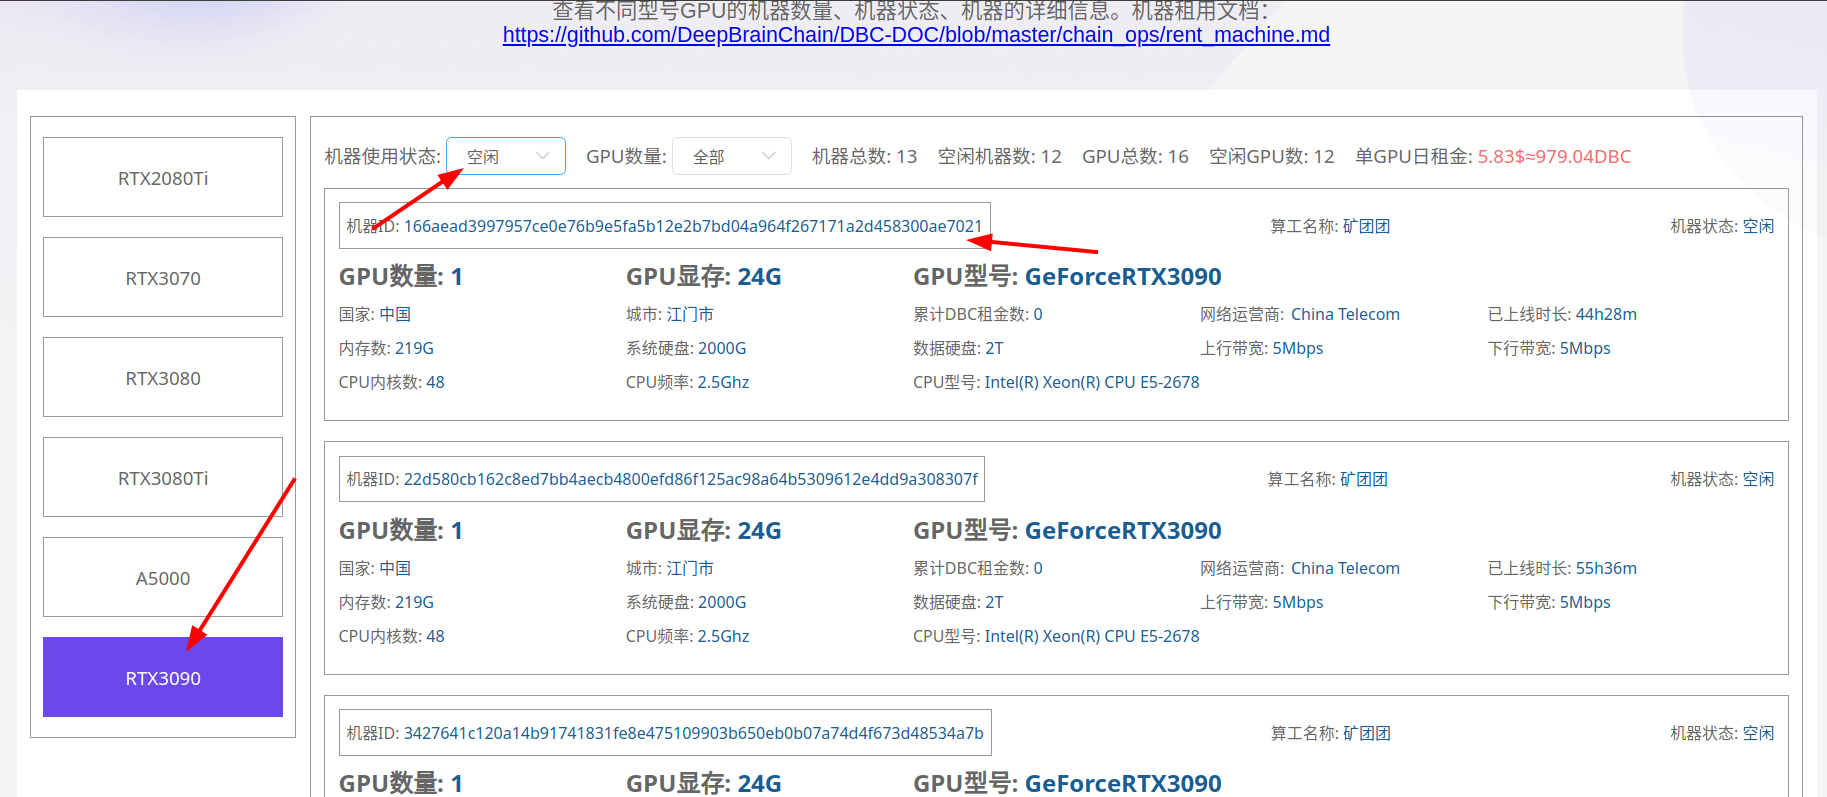 查看不同型号GPU的机器数量、机器状态、机器的详细信息。机器租用文档：
https://github.com/DeepBrainChain/DBC-DOC/blob/master/chain_ops/rent_machine.md
RTX2080Ti
RTX3070
RTX3080
RTX3080Ti
A5000
RTX3090
机器使用状态: 空闲 GPU数量: 全部 机器总数: 13 空闲机器数: 12 GPU总数: 16 空闲GPU数: 12 单GPU日租金: 5.83$≈979.04DBC
机器ID: 166aead3997957ce0e76b9e5fa5b12e2b7bd04a964f267171a2d458300ae7021 算工名称: 矿团团 机器状态: 空闲
GPU数量: 1 GPU显存: 24G GPU型号: GeForceRTX3090
国家: 中国 城市: 江门市 累计DBC租金数: 0 网络运营商: China Telecom 已上线时长: 44h28m
内存数: 219G 系统硬盘: 2000G 数据硬盘: 2T 上行带宽: 5Mbps 下行带宽: 5Mbps
CPU内核数: 48 CPU频率: 2.5Ghz CPU型号: Intel(R) Xeon(R) CPU E5-2678
机器ID: 22d580cb162c8ed7bb4aecb4800efd86f125ac98a64b5309612e4dd9a308307f 算工名称: 矿团团 机器状态: 空闲
GPU数量: 1 GPU显存: 24G GPU型号: GeForceRTX3090
国家: 中国 城市: 江门市 累计DBC租金数: 0 网络运营商: China Telecom 已上线时长: 55h36m
内存数: 219G 系统硬盘: 2000G 数据硬盘: 2T 上行带宽: 5Mbps 下行带宽: 5Mbps
CPU内核数: 48 CPU频率: 2.5Ghz CPU型号: Intel(R) Xeon(R) CPU E5-2678
机器ID: 3427641c120a14b91741831fe8e475109903b650eb0b07a74d4f673d48534a7b 算工名称: 矿团团 机器状态: 空闲
GPU数量: 1 GPU显存: 24G GPU型号: GeForceRTX3090